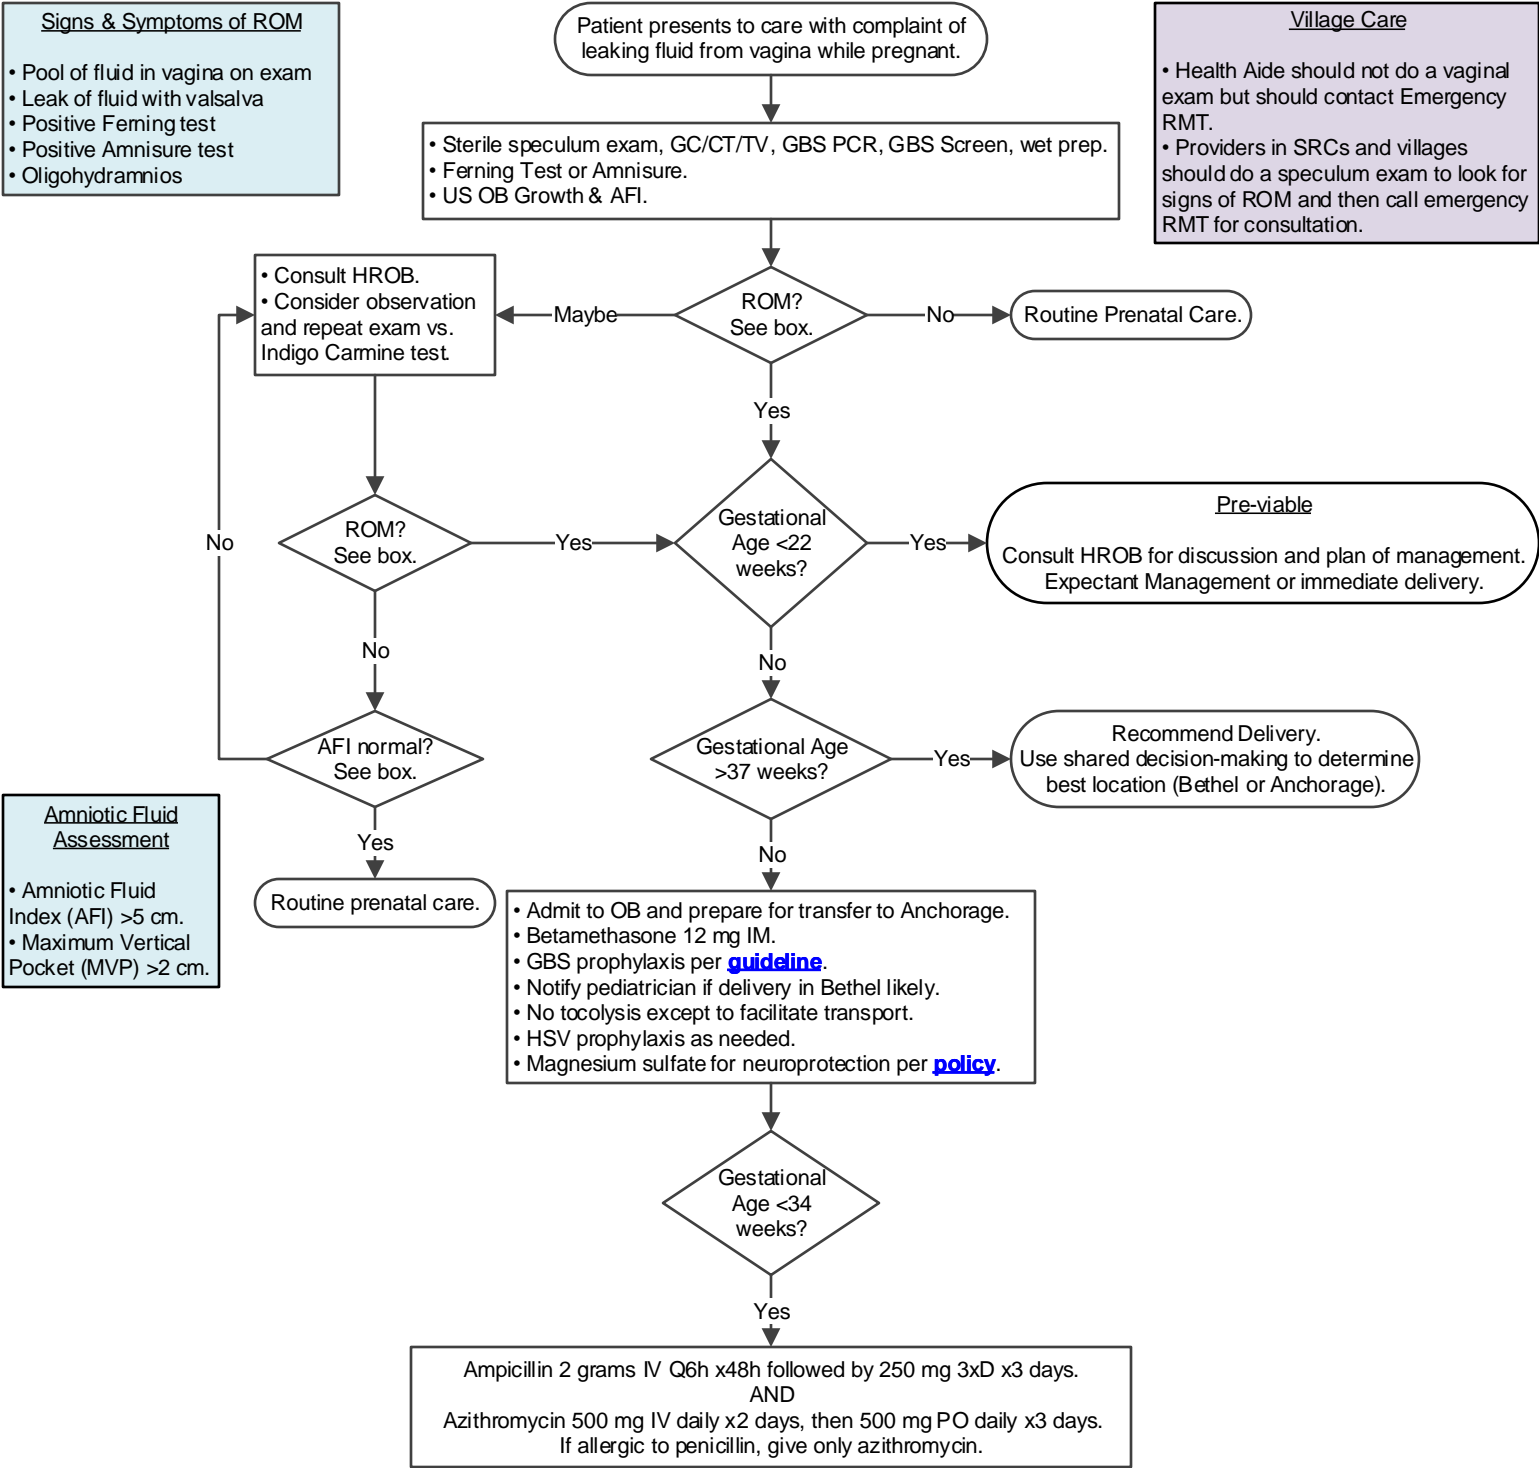 Signs & Symptoms of ROM
• Pool of fluid in vagina on exam
• Leak of fluid with valsalva
• Positive Ferning test
• Positive Amnisure test
• Oligohydramnios
Patient presents to care with complaint of
leaking fluid from vagina while pregnant.
Village Care
• Health Aide should not do a vaginal
exam but should contact Emergency
RMT.
• Providers in SRCs and villages
should do a speculum exam to look for
signs of ROM and then call emergency
RMT for consultation.
• Sterile speculum exam, GC/CT/TV, GBS PCR, GBS Screen, wet prep.
• Ferning Test or Amnisure.
• US OB Growth & AFI.
• Consult HROB.
• Consider observation
and repeat exam vs.
Indigo Carmine test.
Maybe
ROM?
See box.
No
Routine Prenatal Care.
Yes
No
ROM?
See box.
Yes
Gestational
Age <22
weeks?
Yes
Pre-viable
Consult HROB for discussion and plan of management.
Expectant Management or immediate delivery.
No
No
AFI normal?
See box.
Gestational Age
>37 weeks?
Yes
Recommend Delivery.
Use shared decision-making to determine
best location (Bethel or Anchorage).
Amniotic Fluid
Assessment
• Amniotic Fluid
Index (AFI) >5 cm.
• Maximum Vertical
Pocket (MVP) >2 cm.
Yes
Routine prenatal care.
No
• Admit to OB and prepare for transfer to Anchorage.
• Betamethasone 12 mg IM.
• GBS prophylaxis per guideline.
• Notify pediatrician if delivery in Bethel likely.
• No tocolysis except to facilitate transport.
• HSV prophylaxis as needed.
• Magnesium sulfate for neuroprotection per policy.
Gestational
Age <34
weeks?
Yes
Ampicillin 2 grams IV Q6h x48h followed by 250 mg 3xD x3 days.
AND
Azithromycin 500 mg IV daily x2 days, then 500 mg PO daily x3 days.
If allergic to penicillin, give only azithromycin.